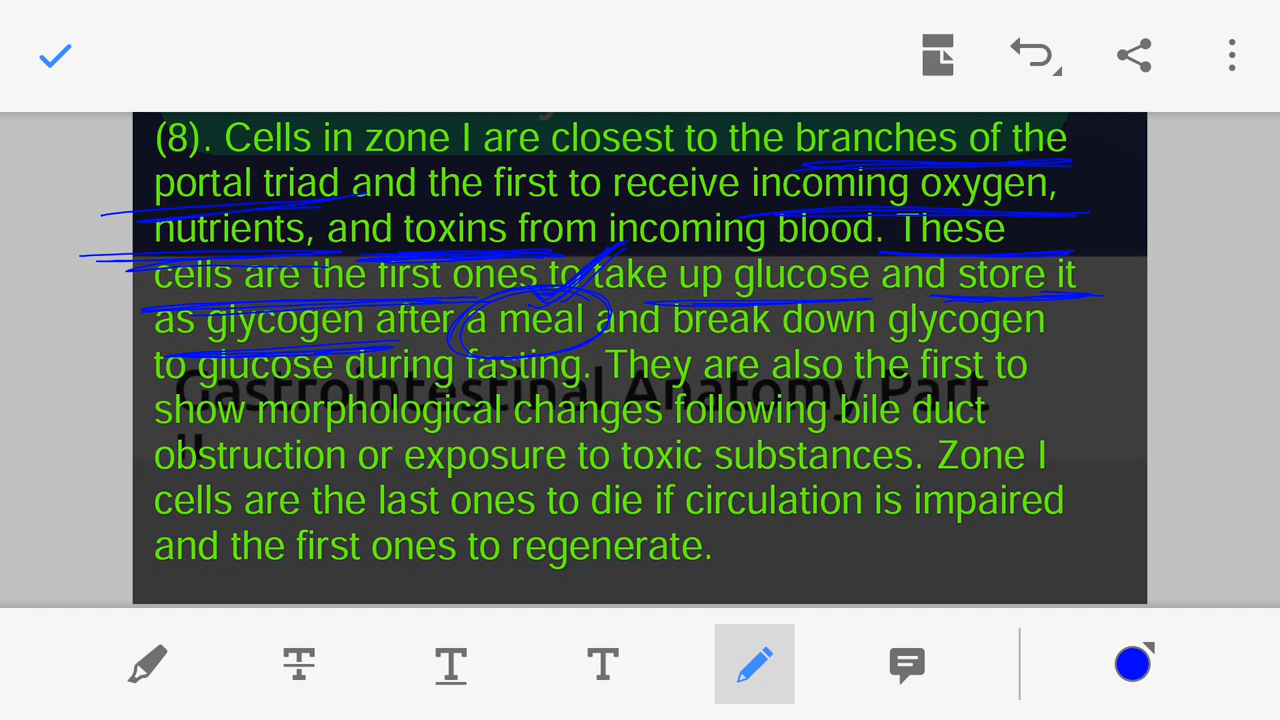 (8). Cells in zone I are closest to the branches of the
portal triad and the first to receive incoming oxygen,
nutrients, and toxins from incoming blood. These
cells are the first ones to take up glucose and store it
as glycogen after a meal and break down glycogen
to glucose during fasting. They are also the first to
Gastrointestinal Anatomy Part
show morphological changes following bile duct
II
obstruction or exposure to toxic substances. Zone I
cells are the last ones to die if circulation is impaired
and the first ones to regenerate.